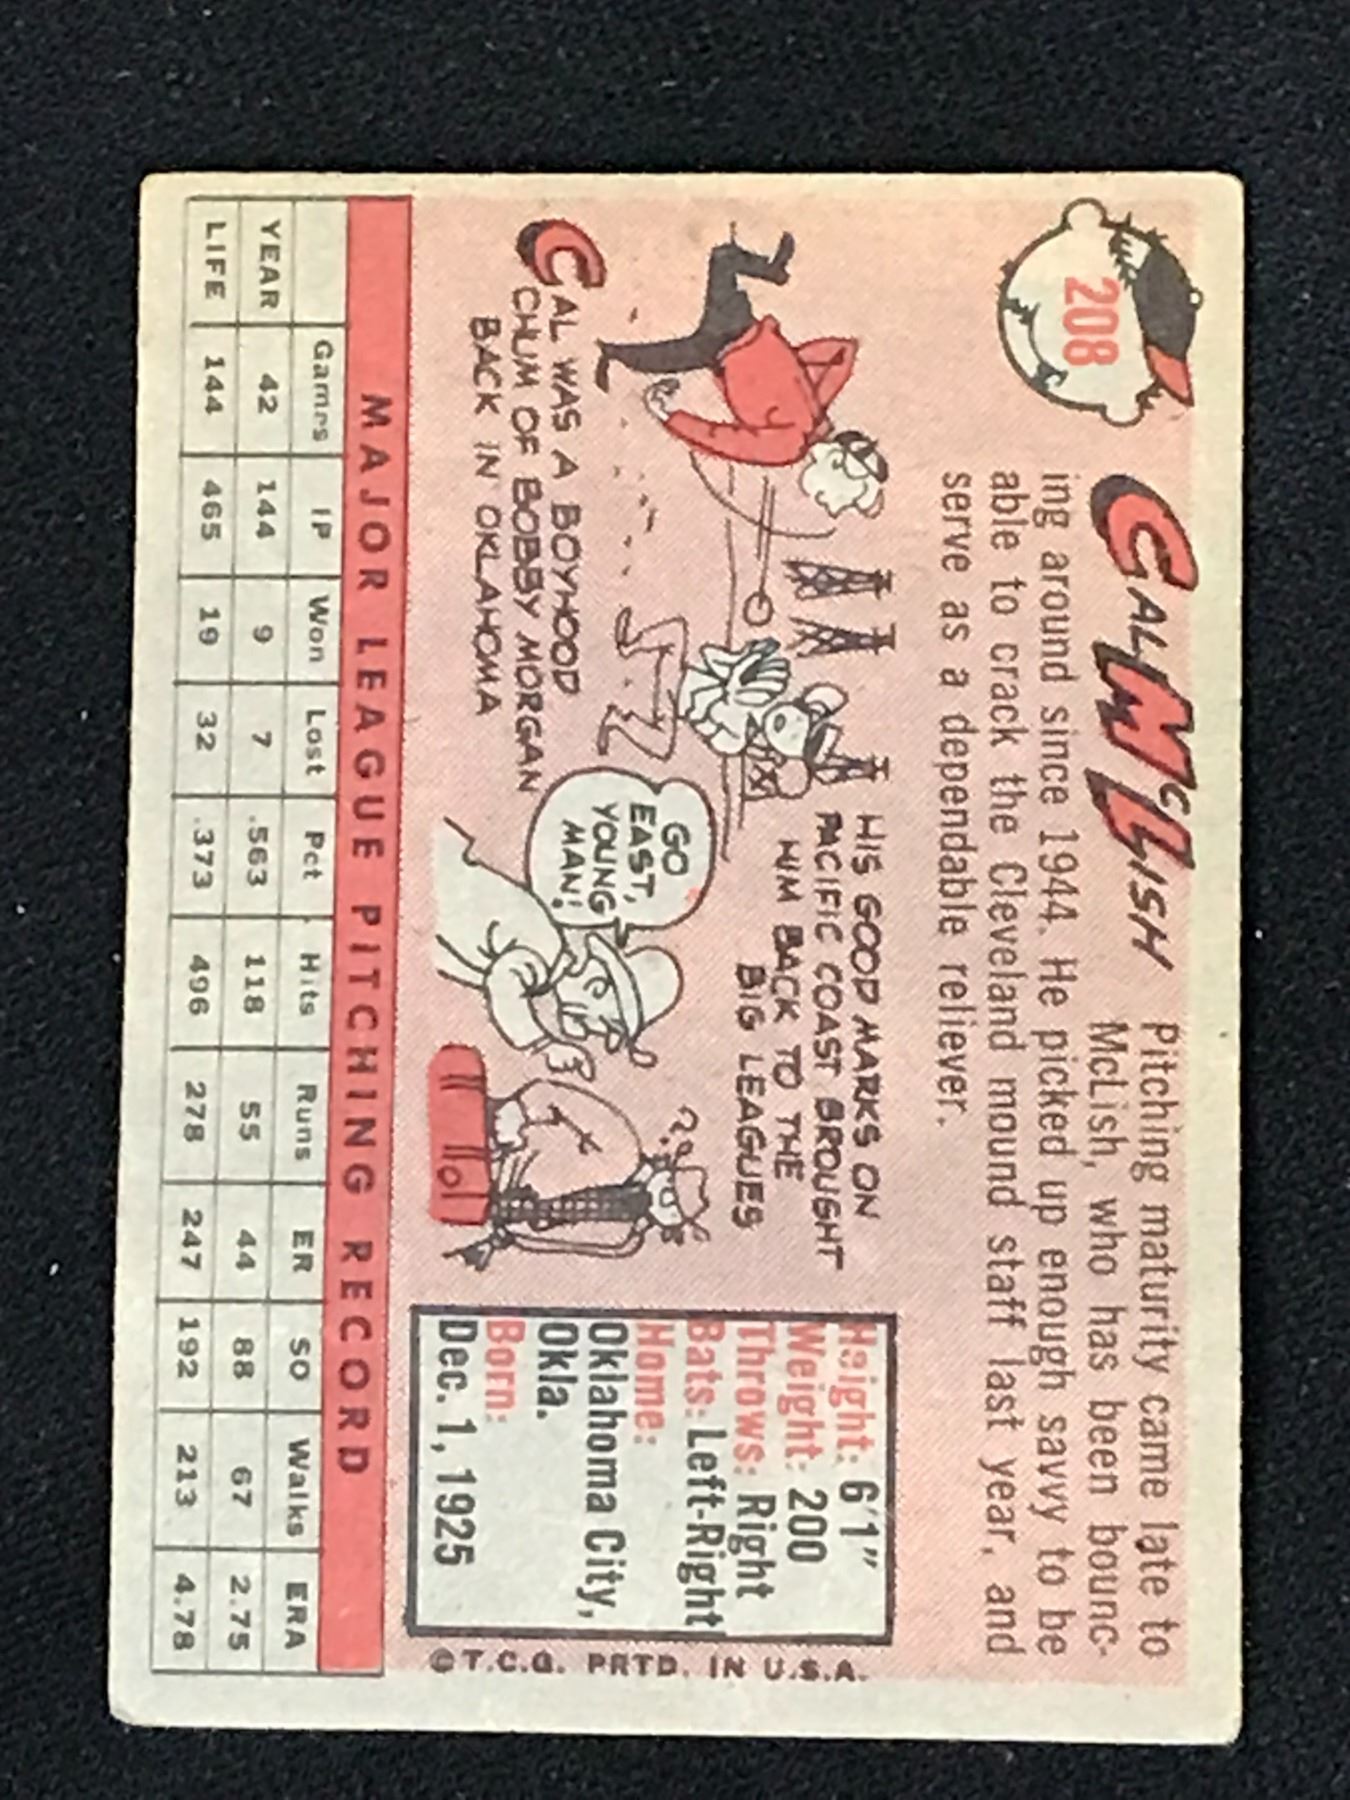 208
CAL McLISH
Pitching maturity came late to
McLish, who has been bounc-
ing around since 1944. He picked up enough savvy to be
able to crack the Cleveland mound staff last year, and
serve as a dependable reliever.
HIS GOOD MARKS ON
PACIFIC COAST BROUGHT
HIM BACK TO THE
BIG LEAGUES
CAL WAS A BOYHOOD
CHUM OF BOBBY MORGAN
BACK IN OKLAHOMA
GO
EAST,
YOUNG
MAN!
?
Height: 6'1"
Weight: 200
Throws: Right
Bats: Left-Right
Home:
Oklahoma City,
Okla.
Born:
Dec. 1, 1925
©T.C.G. PRTD. IN U.S.A.
MAJOR LEAGUE PITCHING RECORD
Games IP Won Lost Pct. Hits Runs ER SO Walks ERA
YEAR 42 144 9 7 .563 118 55 44 88 67 2.75
LIFE 144 465 19 32 .373 496 278 247 192 213 4.78